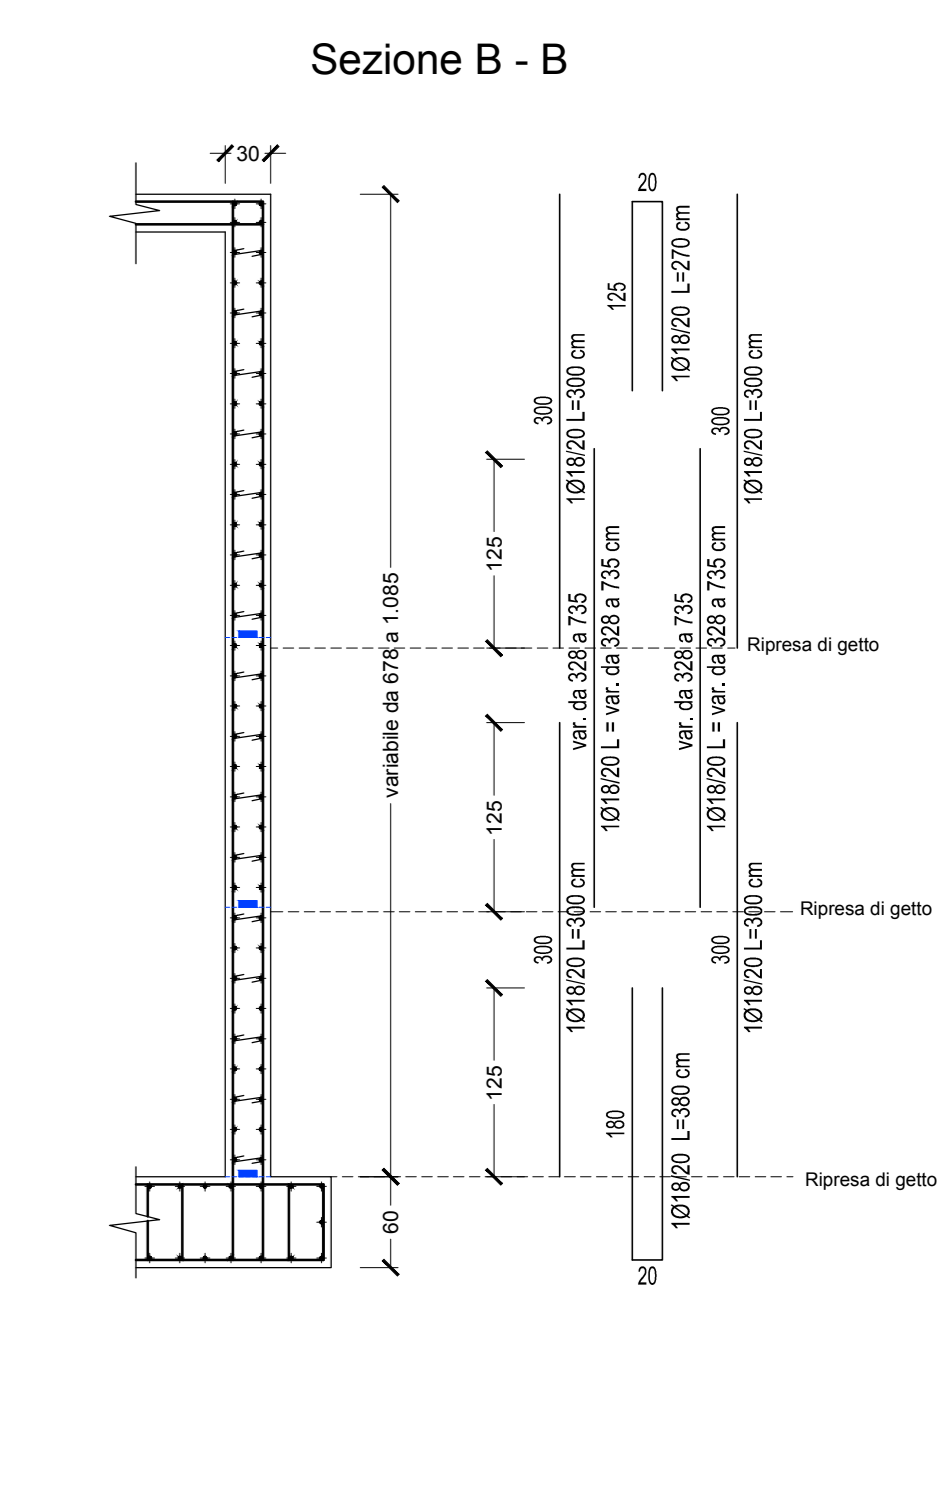 Sezione B - B
30
20
125
1Ø18/20 L=270 cm
300
1Ø18/20 L=300 cm
300
1Ø18/20 L=300 cm
125
variabile da 678 a 1.085
var. da 328 a 735
1Ø18/20 L = var. da 328 a 735 cm
var. da 328 a 735
1Ø18/20 L = var. da 328 a 735 cm
Ripresa di getto
125
300
1Ø18/20 L=300 cm
300
1Ø18/20 L=300 cm
Ripresa di getto
125
180
1Ø18/20 L=380 cm
Ripresa di getto
60
20